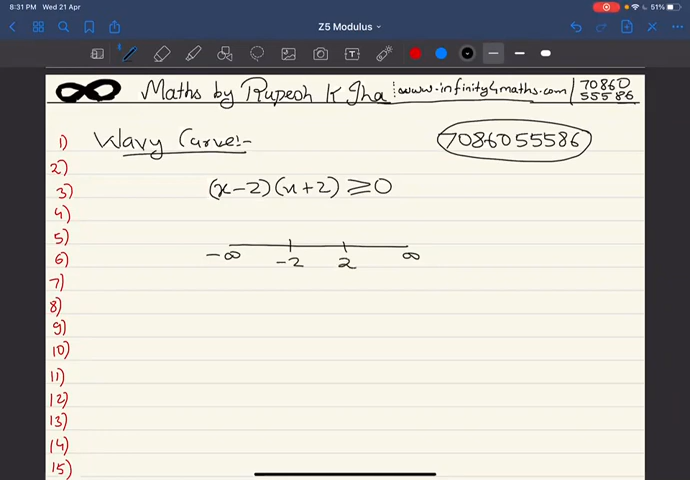 8:31 PM Wed 21 Apr
51%
Z5 Modulus
Maths by Rupesh K Jha www.infinity4maths.com 70860 55586
1) Wavy Curve:- 7086055586
2)
3) (x-2)(x+2) ≥ 0
4)
5)
6) -∞ -2 2 ∞
7)
8)
9)
10)
11)
12)
13)
14)
15)